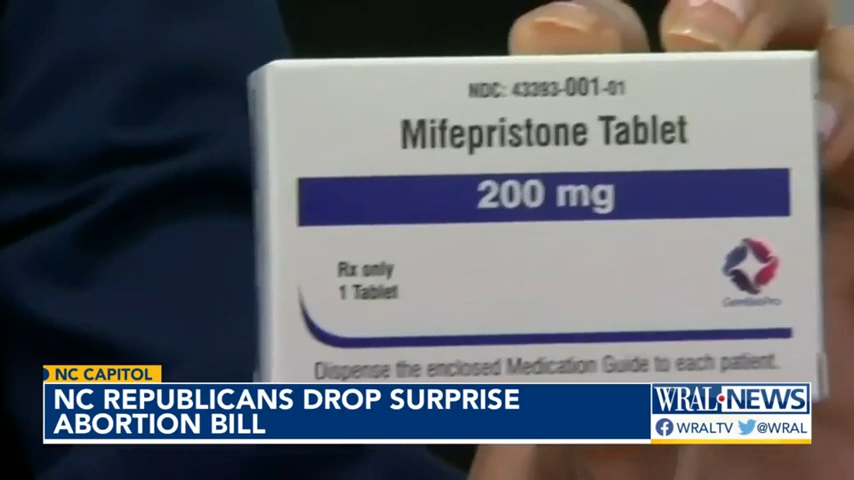 NDC: 43393-001-01
Mifepristone Tablet
200 mg
Rx only
1 Tablet
GenBioPro
Dispense the enclosed Medication Guide to each patient.
NC CAPITOL
NC REPUBLICANS DROP SURPRISE
ABORTION BILL
WRAL NEWS
WRALTV @WRAL